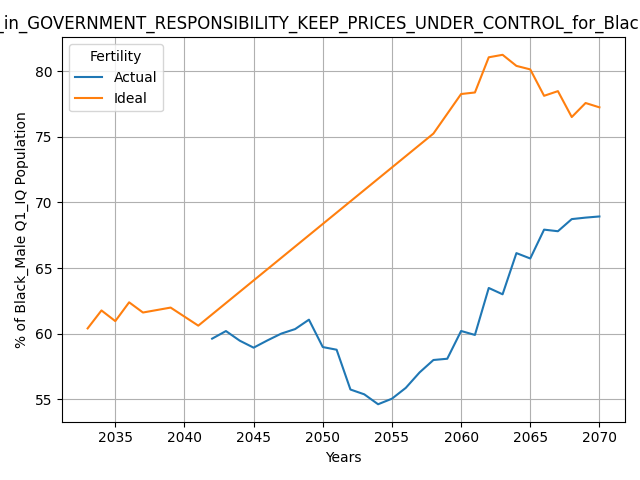 _in_GOVERNMENT_RESPONSIBILITY_KEEP_PRICES_UNDER_CONTROL_for_Blac
Fertility
Actual
Ideal
% of Black_Male Q1_IQ Population
80
75
70
65
60
55
2035 2040 2045 2050 2055 2060 2065 2070
Years